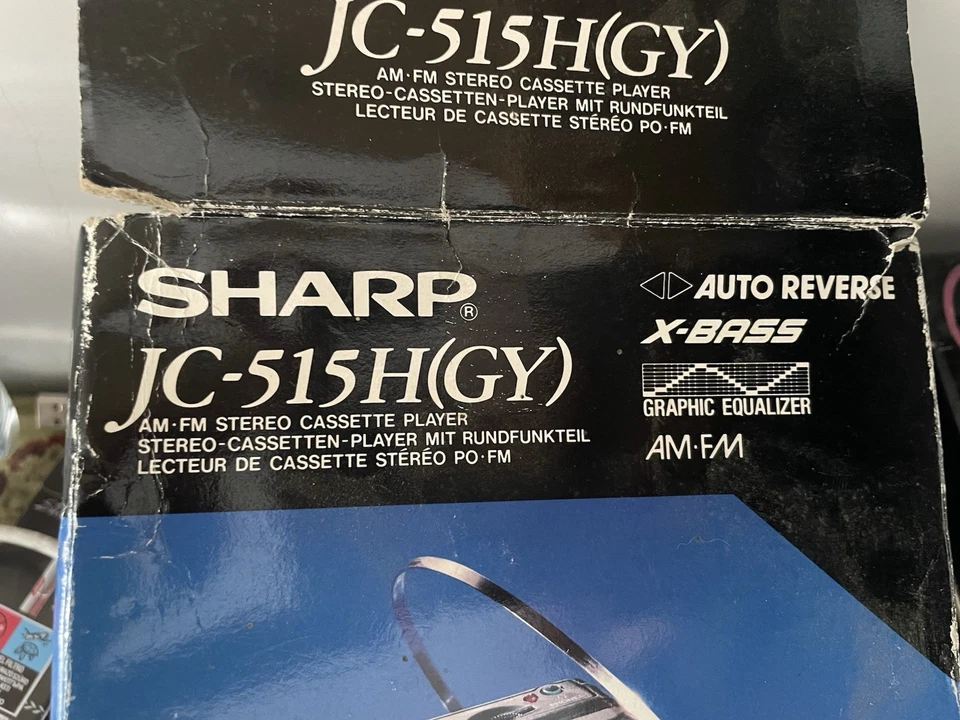 JC-515H(GY)
AM·FM STEREO CASSETTE PLAYER
STEREO-CASSETTEN-PLAYER MIT RUNDFUNKTEIL
LECTEUR DE CASSETTE STÉRÉO PO·FM
SHARP®
JC-515H(GY)
AM·FM STEREO CASSETTE PLAYER
STEREO-CASSETTEN-PLAYER MIT RUNDFUNKTEIL
LECTEUR DE CASSETTE STÉRÉO PO·FM
AUTO REVERSE
X-BASS
GRAPHIC EQUALIZER
AM·FM